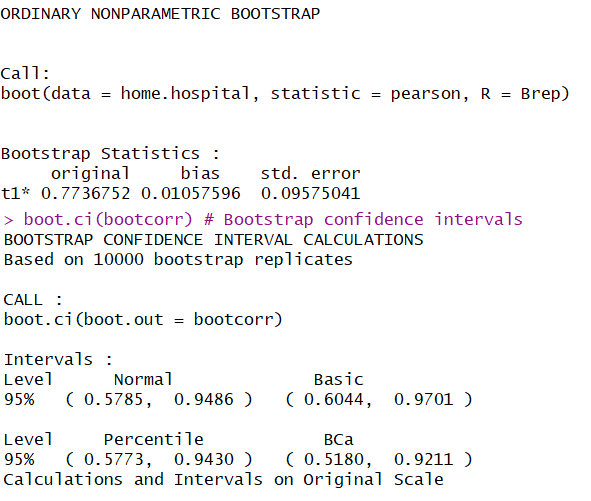 ORDINARY NONPARAMETRIC BOOTSTRAP
Call:
boot(data = home.hospital, statistic = pearson, R = Brep)
Bootstrap Statistics :
original bias std. error
t1* 0.7736752 0.01057596 0.09575041
> boot.ci(bootcorr) # Bootstrap confidence intervals
BOOTSTRAP CONFIDENCE INTERVAL CALCULATIONS
Based on 10000 bootstrap replicates
CALL :
boot.ci(boot.out = bootcorr)
Intervals :
Level Normal Basic
95% ( 0.5785, 0.9486 ) ( 0.6044, 0.9701 )
Level Percentile BCa
95% ( 0.5773, 0.9430 ) ( 0.5180, 0.9211 )
Calculations and Intervals on Original Scale